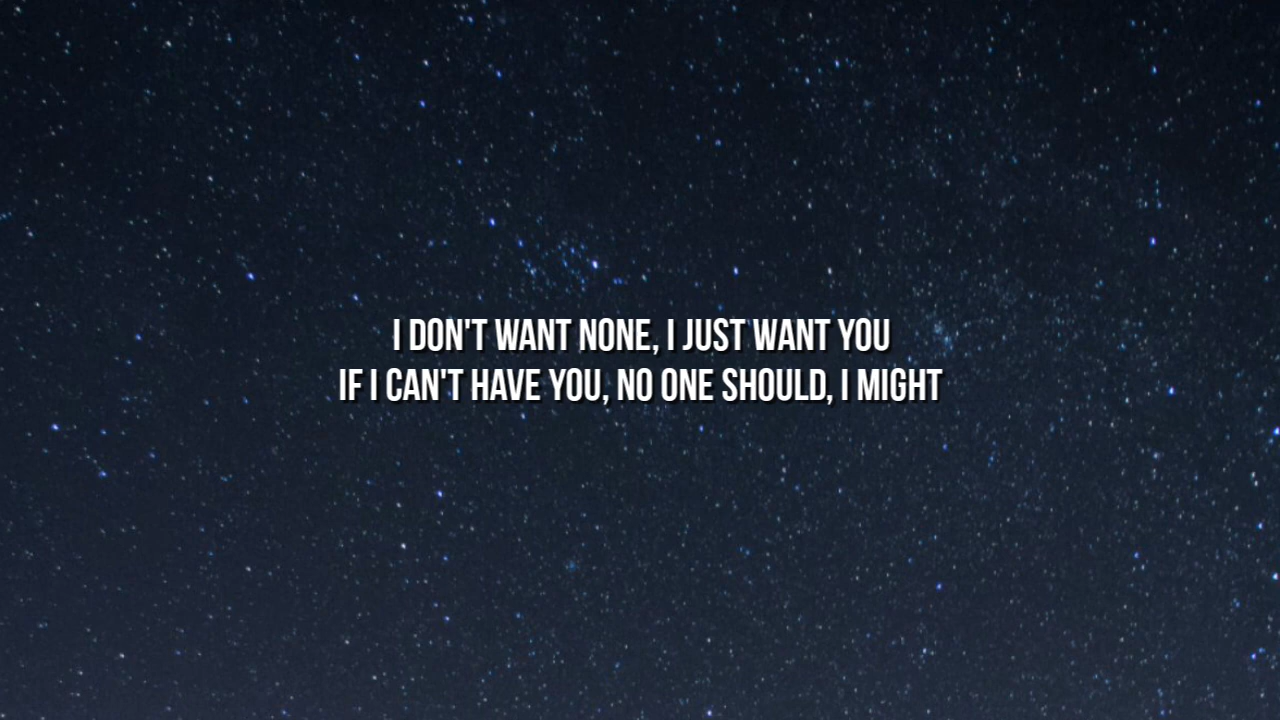 I DON'T WANT NONE, I JUST WANT YOU
IF I CAN'T HAVE YOU, NO ONE SHOULD, I MIGHT